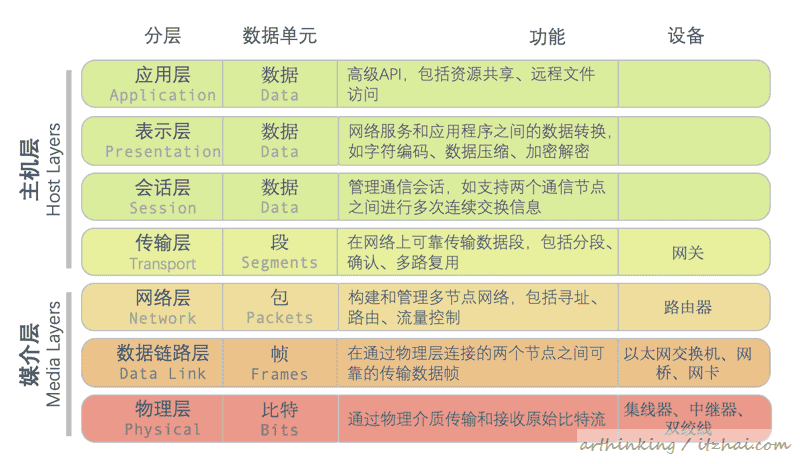 分层 数据单元 功能 设备
主机层
Host Layers
应用层
Application
数据
Data
高级API，包括资源共享、远程文件
访问
表示层
Presentation
数据
Data
网络服务和应用程序之间的数据转换，
如字符编码、数据压缩、加密解密
会话层
Session
数据
Data
管理通信会话，如支持两个通信节点
之间进行多次连续交换信息
传输层
Transport
段
Segments
在网络上可靠传输数据段，包括分段、
确认、多路复用
网关
媒介层
Media Layers
网络层
Network
包
Packets
构建和管理多节点网络，包括寻址、
路由、流量控制
路由器
数据链路层
Data Link
帧
Frames
在通过物理层连接的两个节点之间可
靠的传输数据帧
以太网交换机、网
桥、网卡
物理层
Physical
比特
Bits
通过物理介质传输和接收原始比特流
集线器、中继器、
双绞线
arthinking / itzhai.com